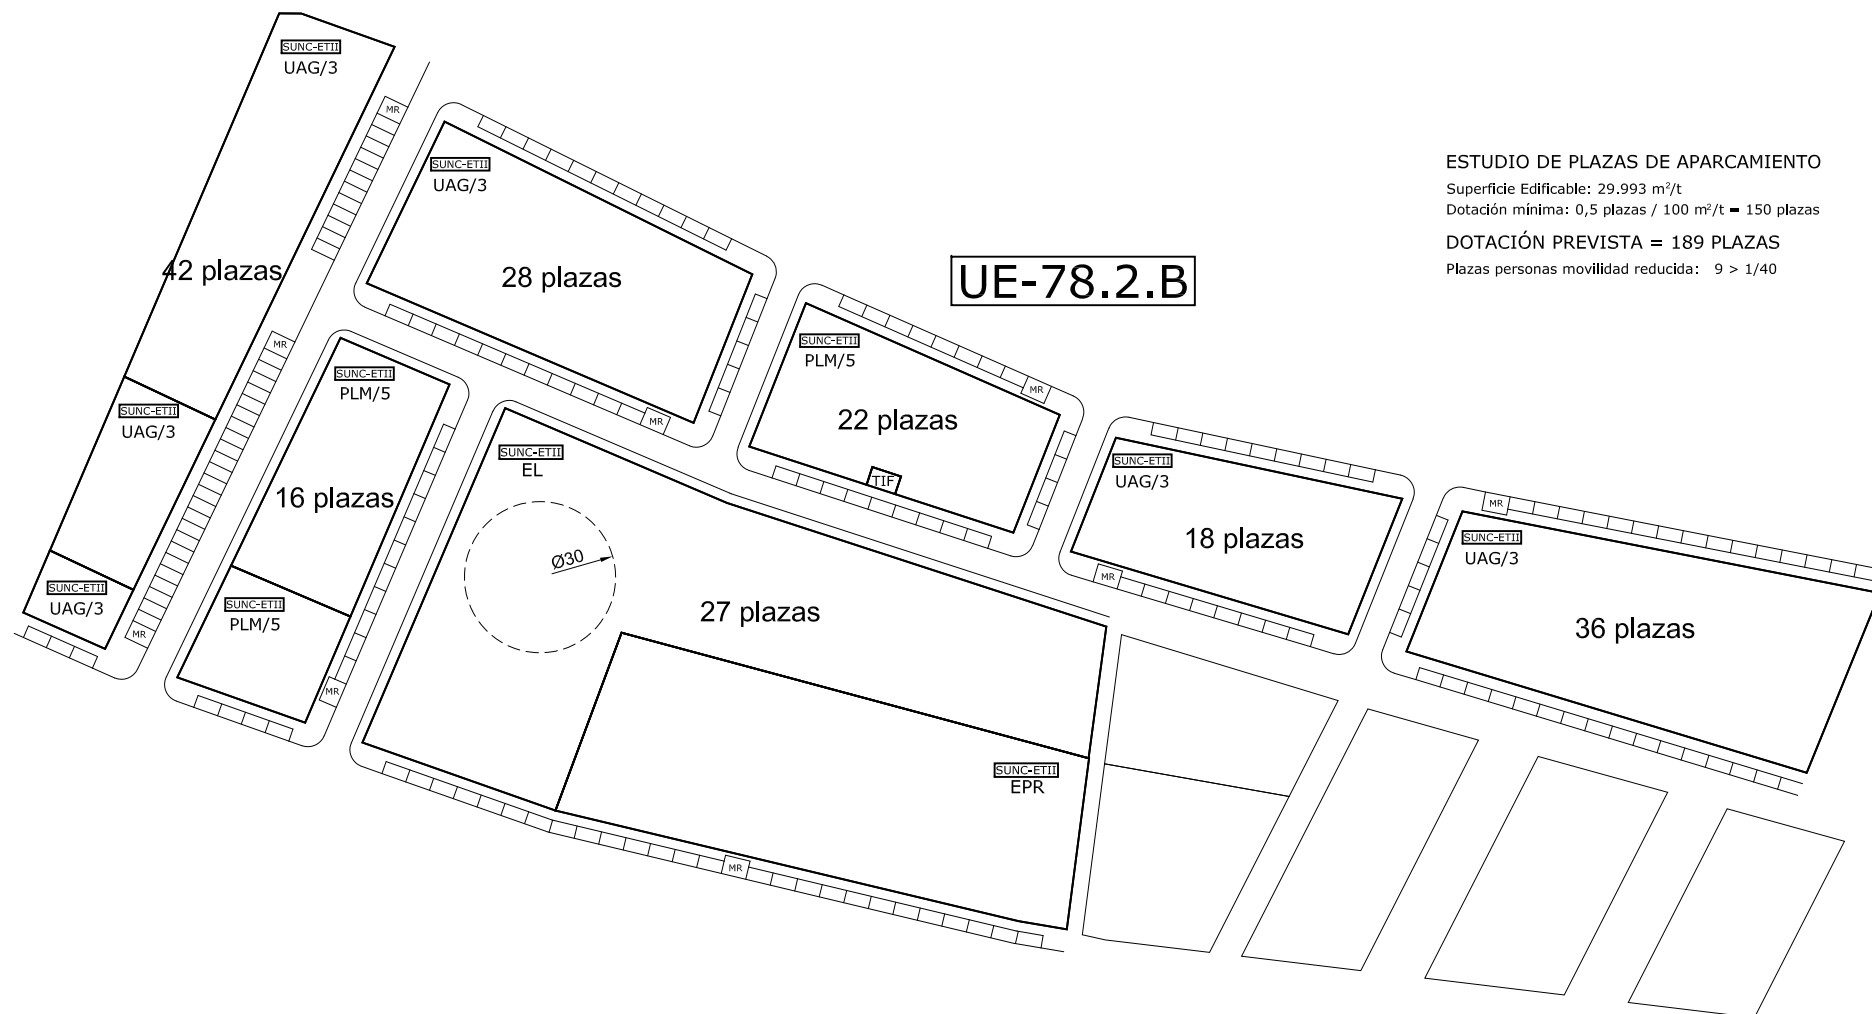 SUNC-ETII
UAG/3
MR
SUNC-ETII
UAG/3
42 plazas
28 plazas
MR
MR
SUNC-ETII
UAG/3
SUNC-ETII
UAG/3
MR
SUNC-ETII
PLM/5
16 plazas
SUNC-ETII
PLM/5
MR
UE-78.2.B
ESTUDIO DE PLAZAS DE APARCAMIENTO
Superficie Edificable: 29.993 m²/t
Dotación mínima: 0,5 plazas / 100 m²/t = 150 plazas
DOTACIÓN PREVISTA = 189 PLAZAS
Plazas personas movilidad reducida: 9 > 1/40
SUNC-ETII
PLM/5
MR
22 plazas
TIF
SUNC-ETII
EL
Ø30
27 plazas
SUNC-ETII
EPR
MR
SUNC-ETII
UAG/3
18 plazas
MR
MR
SUNC-ETII
UAG/3
36 plazas